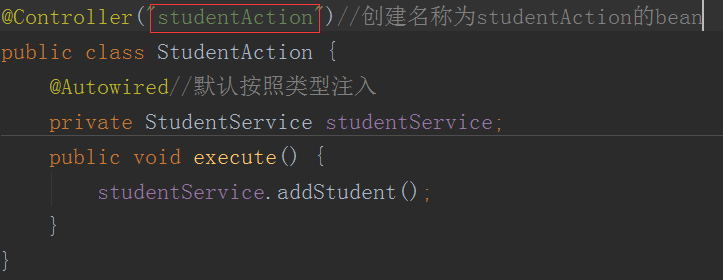 @Controller("studentAction")//创建名称为studentAction的bean
public class StudentAction {
    @Autowired//默认按照类型注入
    private StudentService studentService;
    public void execute() {
        studentService.addStudent();
    }
}